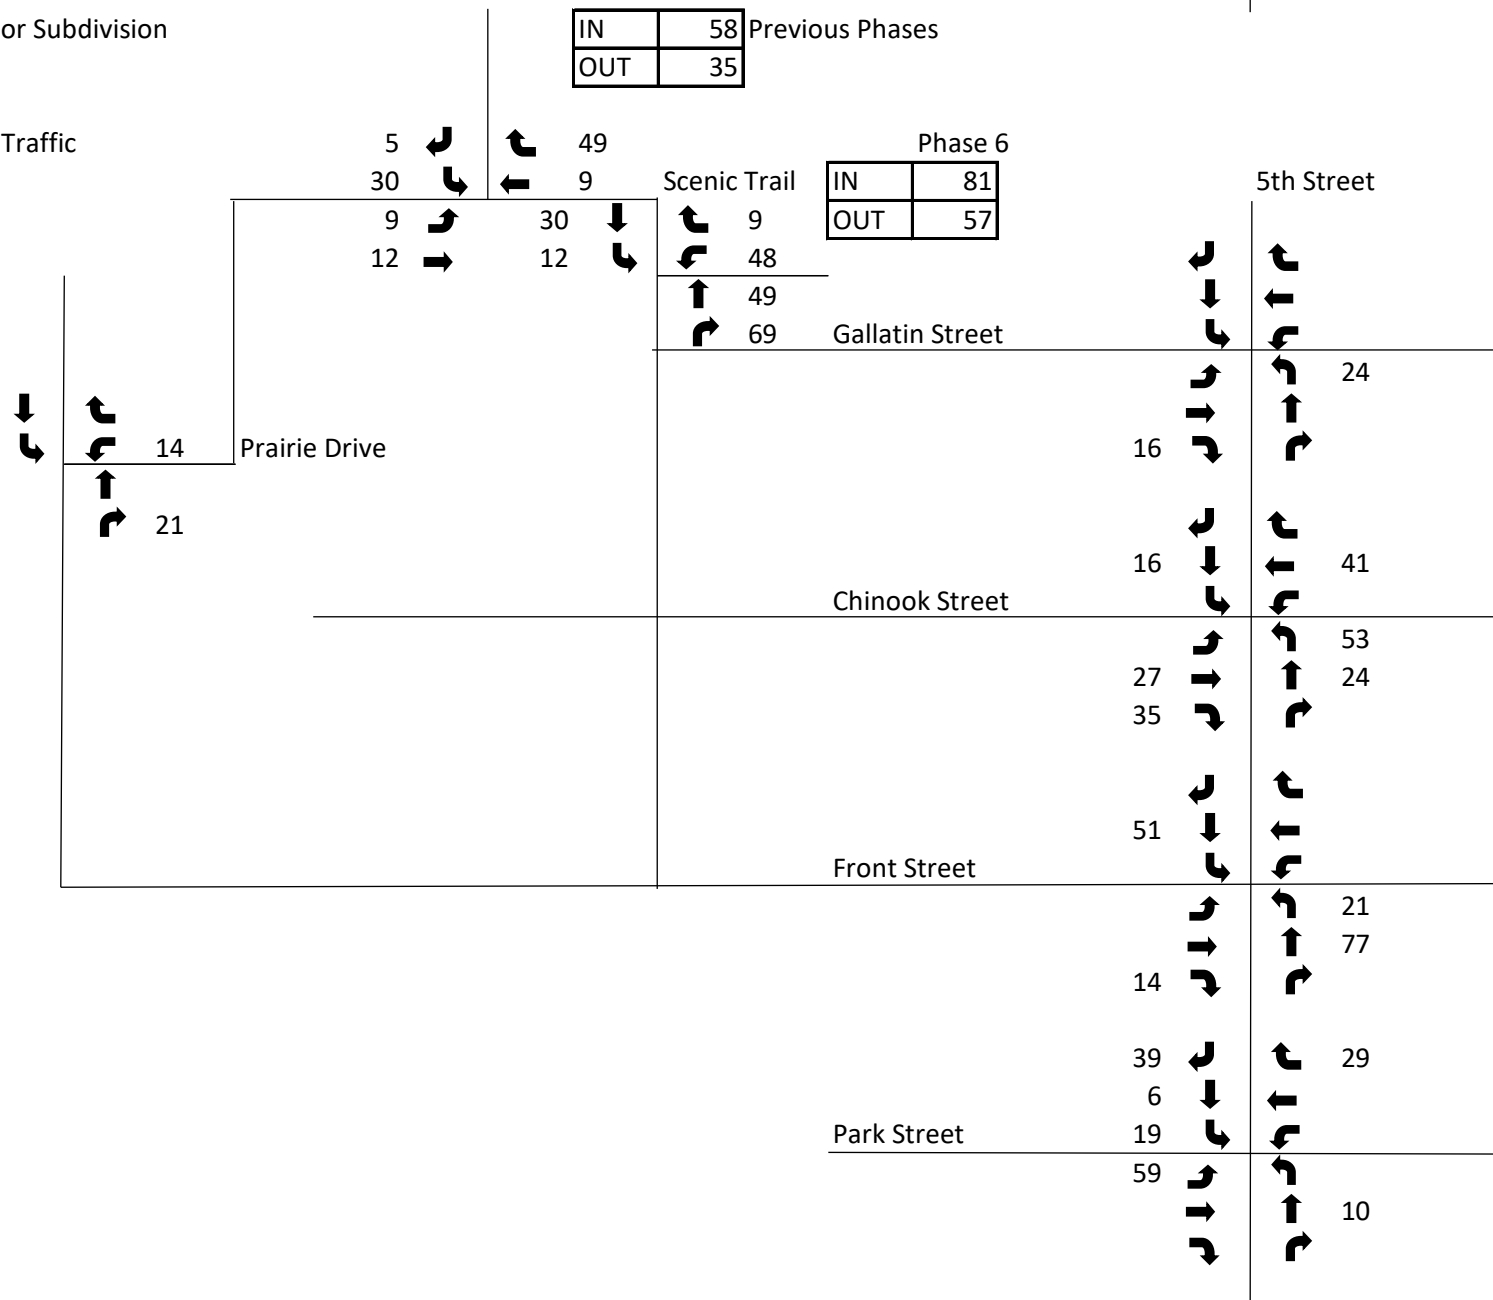 or Subdivision IN 58 Previous Phases
OUT 35
Traffic 5 49 Phase 6
30 9 Scenic Trail IN 81 5th Street
9 30 9 OUT 57
12 12 48
49
69 Gallatin Street
24
14 Prairie Drive 16
21
16 41
Chinook Street
53
27 24
35
51
Front Street
21
77
14
39 29
6
Park Street 19
59
10